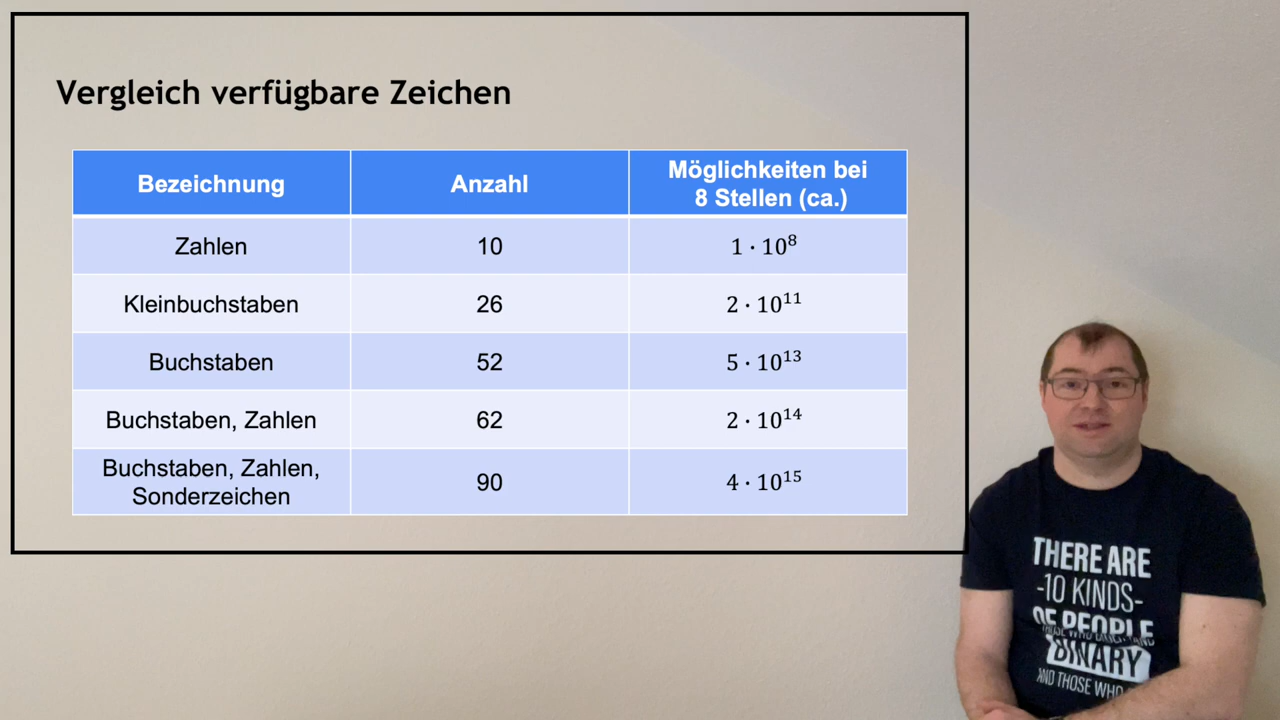 Vergleich verfügbare Zeichen
Bezeichnung Anzahl Möglichkeiten bei
8 Stellen (ca.)
Zahlen 10 1 · 10⁸
Kleinbuchstaben 26 2 · 10¹¹
Buchstaben 52 5 · 10¹³
Buchstaben, Zahlen 62 2 · 10¹⁴
Buchstaben, Zahlen,
Sonderzeichen 90 4 · 10¹⁵
THERE ARE
-10 KINDS-
OF PEOPLE
THOSE WHO
BINARY
AND THOSE WHO